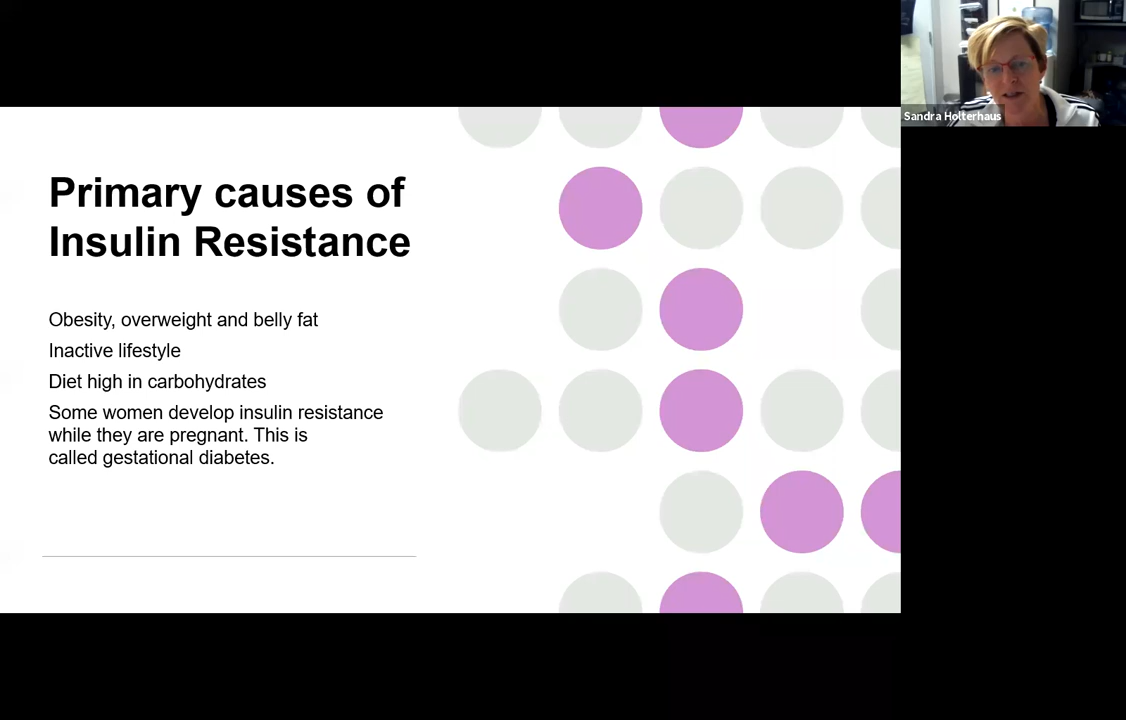 Primary causes of
Insulin Resistance
Obesity, overweight and belly fat
Inactive lifestyle
Diet high in carbohydrates
Some women develop insulin resistance
while they are pregnant. This is
called gestational diabetes.
Sandra Holterhaus